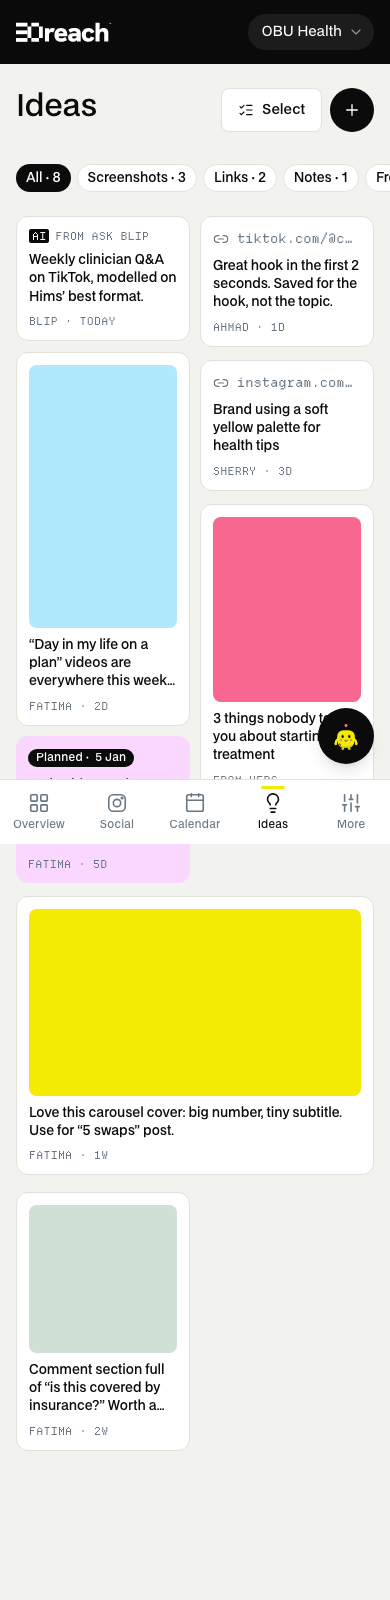 reach
OBU Health
Ideas
Select
All · 8
Screenshots · 3
Links · 2
Notes · 1
AI FROM ASK BLIP
Weekly clinician Q&A
on TikTok, modelled on
Hims’ best format.
BLIP · TODAY
tiktok.com/@c…
Great hook in the first 2
seconds. Saved for the
hook, not the topic.
AHMAD · 1D
instagram.com…
Brand using a soft
yellow palette for
health tips
SHERRY · 3D
“Day in my life on a
plan” videos are
everywhere this week…
FATIMA · 2D
3 things nobody
you about
treatment
Planned · 5 Jan
Overview
Social
Calendar
Ideas
More
FATIMA · 5D
Love this carousel cover: big number, tiny subtitle.
Use for “5 swaps” post.
FATIMA · 1W
Comment section full
of “is this covered by
insurance?” Worth a…
FATIMA · 2W